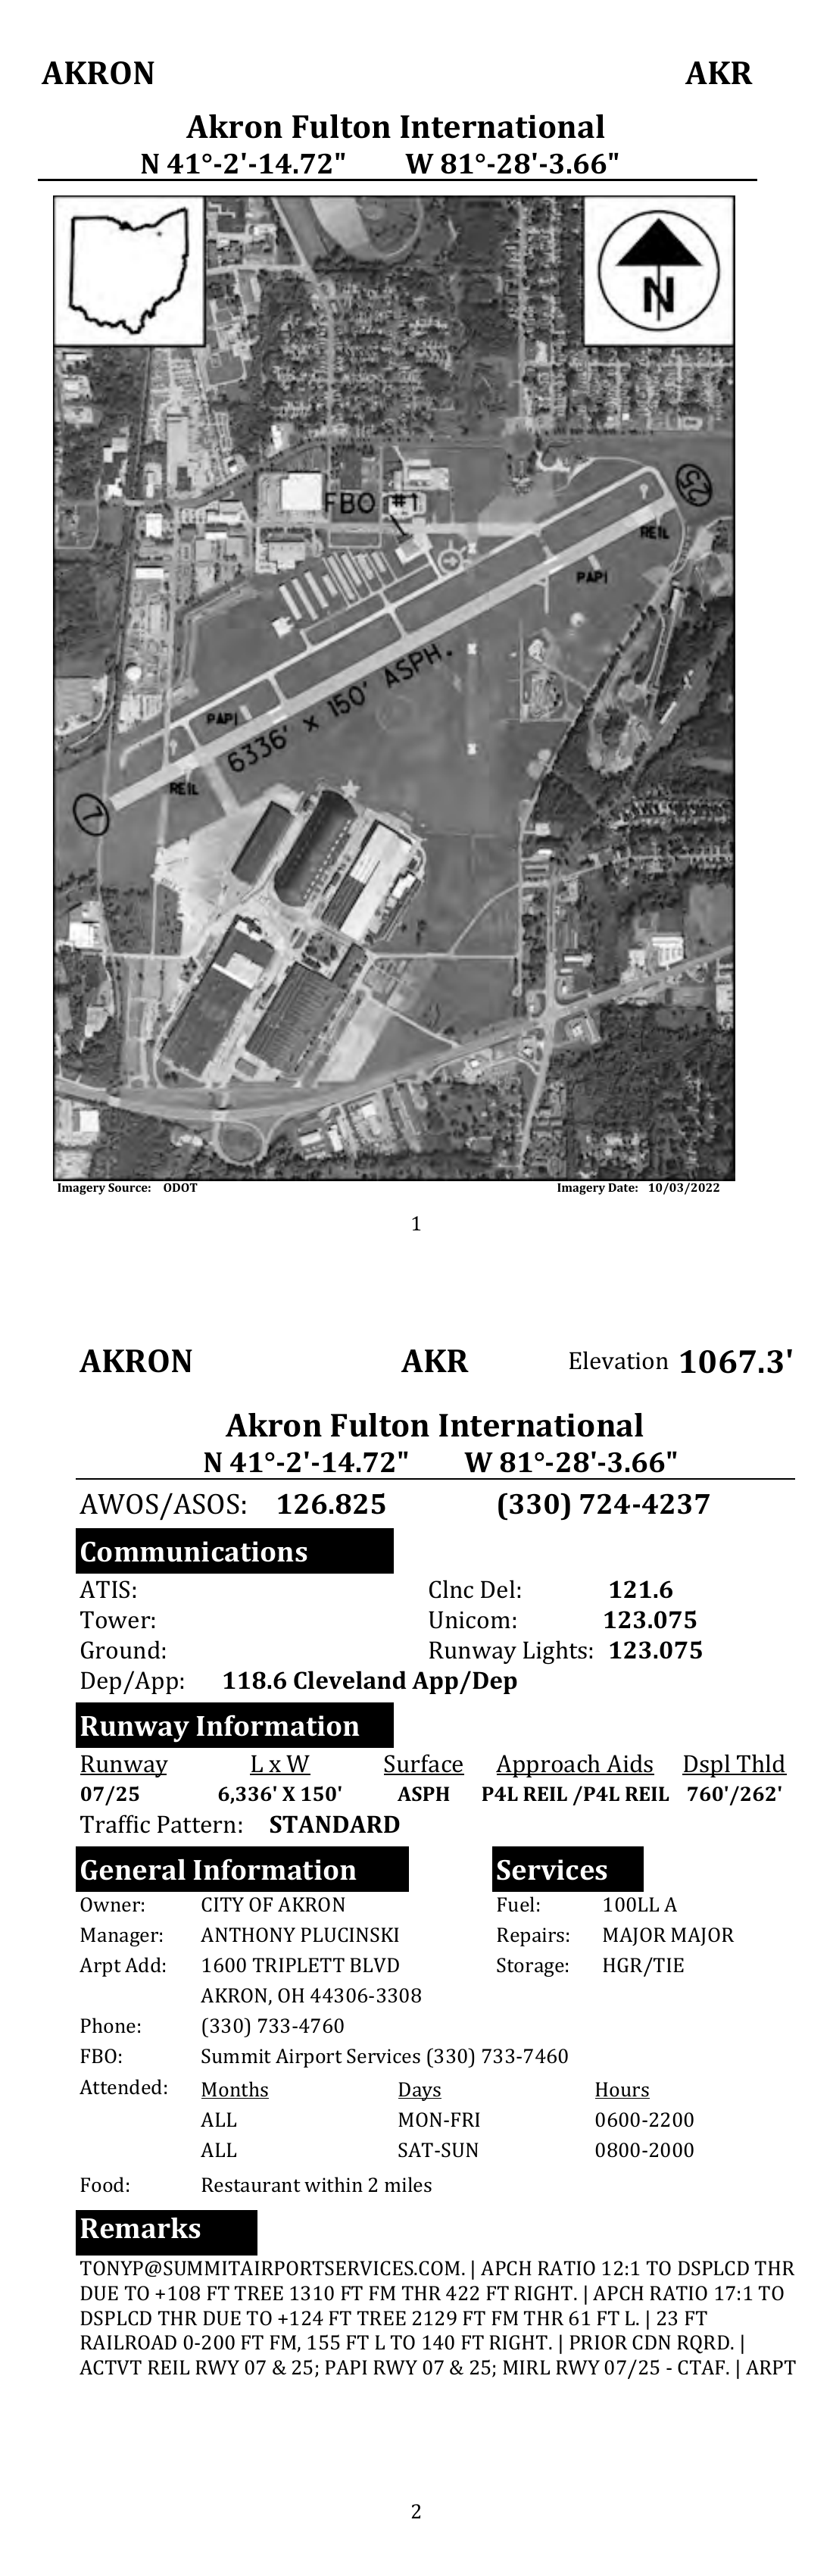 AKRON AKR
Akron Fulton International
N 41°-2'-14.72" W 81°-28'-3.66"
N
FBO #1
25
REIL
PAPI
6336' x 150' ASPH.
PAPI
REIL
7
Imagery Source: ODOT Imagery Date: 10/03/2022
1
AKRON AKR Elevation 1067.3'
Akron Fulton International
N 41°-2'-14.72" W 81°-28'-3.66"
AWOS/ASOS: 126.825 (330) 724-4237
Communications
ATIS: Clnc Del: 121.6
Tower: Unicom: 123.075
Ground: Runway Lights: 123.075
Dep/App: 118.6 Cleveland App/Dep
Runway Information
Runway L x W Surface Approach Aids Dspl Thld
07/25 6,336' X 150' ASPH P4L REIL /P4L REIL 760'/262'
Traffic Pattern: STANDARD
General Information Services
Owner: CITY OF AKRON Fuel: 100LL A
Manager: ANTHONY PLUCINSKI Repairs: MAJOR MAJOR
Arpt Add: 1600 TRIPLETT BLVD Storage: HGR/TIE
AKRON, OH 44306-3308
Phone: (330) 733-4760
FBO: Summit Airport Services (330) 733-7460
Attended: Months Days Hours
ALL MON-FRI 0600-2200
ALL SAT-SUN 0800-2000
Food: Restaurant within 2 miles
Remarks
TONYP@SUMMITAIRPORTSERVICES.COM. | APCH RATIO 12:1 TO DSPLCD THR
DUE TO +108 FT TREE 1310 FT FM THR 422 FT RIGHT. | APCH RATIO 17:1 TO
DSPLCD THR DUE TO +124 FT TREE 2129 FT FM THR 61 FT L. | 23 FT
RAILROAD 0-200 FT FM, 155 FT L TO 140 FT RIGHT. | PRIOR CDN RQRD. |
ACTVT REIL RWY 07 & 25; PAPI RWY 07 & 25; MIRL RWY 07/25 - CTAF. | ARPT
2